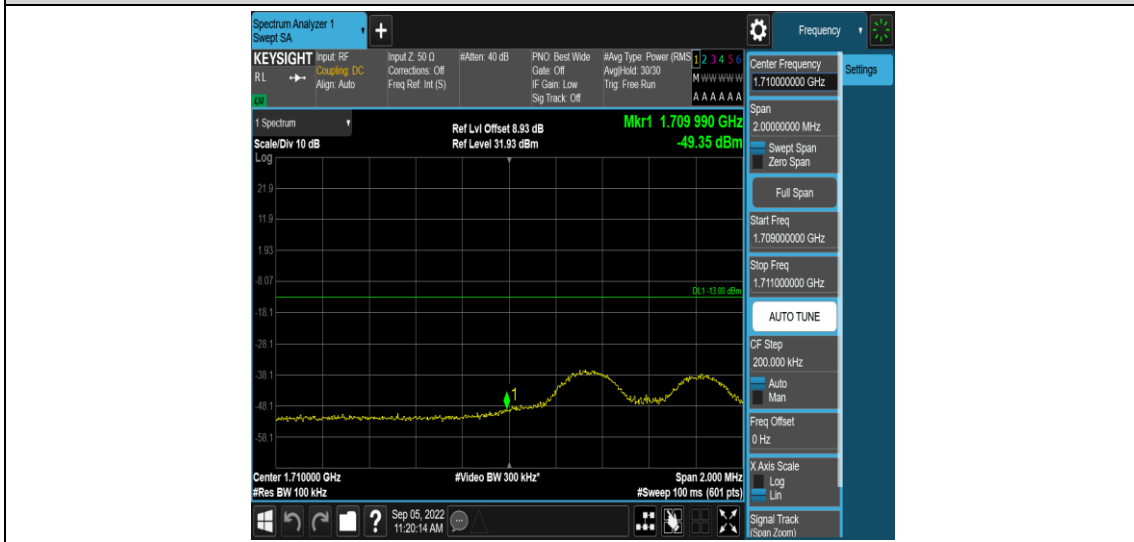 Spectrum Analyzer 1
Swept SA
+
Frequency
KEYSIGHT
RL
LXI
Input: RF
Coupling: DC
Align: Auto
Input Z: 50 Ω
Corrections: Off
Freq Ref: Int (S)
#Atten: 40 dB
PNO: Best Wide
Gate: Off
IF Gain: Low
Sig Track: Off
#Avg Type: Power (RMS
Avg|Hold: 30/30
Trig: Free Run
1 2 3 4 5 6
M W W W W W
A A A A A A
Center Frequency
1.710000000 GHz
Settings
1 Spectrum
Scale/Div 10 dB
Log
Ref Lvl Offset 8.93 dB
Ref Level 31.93 dBm
Mkr1 1.709 990 GHz
-49.35 dBm
21.9
11.9
1.93
-8.07
DL1 -13.00 dBm
-18.1
-28.1
-38.1
1
-48.1
-58.1
Center 1.710000 GHz
#Res BW 100 kHz
#Video BW 300 kHz*
Span 2.000 MHz
#Sweep 100 ms (601 pts)
Span
2.00000000 MHz
Swept Span
Zero Span
Full Span
Start Freq
1.709000000 GHz
Stop Freq
1.711000000 GHz
AUTO TUNE
CF Step
200.000 kHz
Auto
Man
Freq Offset
0 Hz
X Axis Scale
Log
Lin
Signal Track
(Span Zoom)
?
Sep 05, 2022
11:20:14 AM